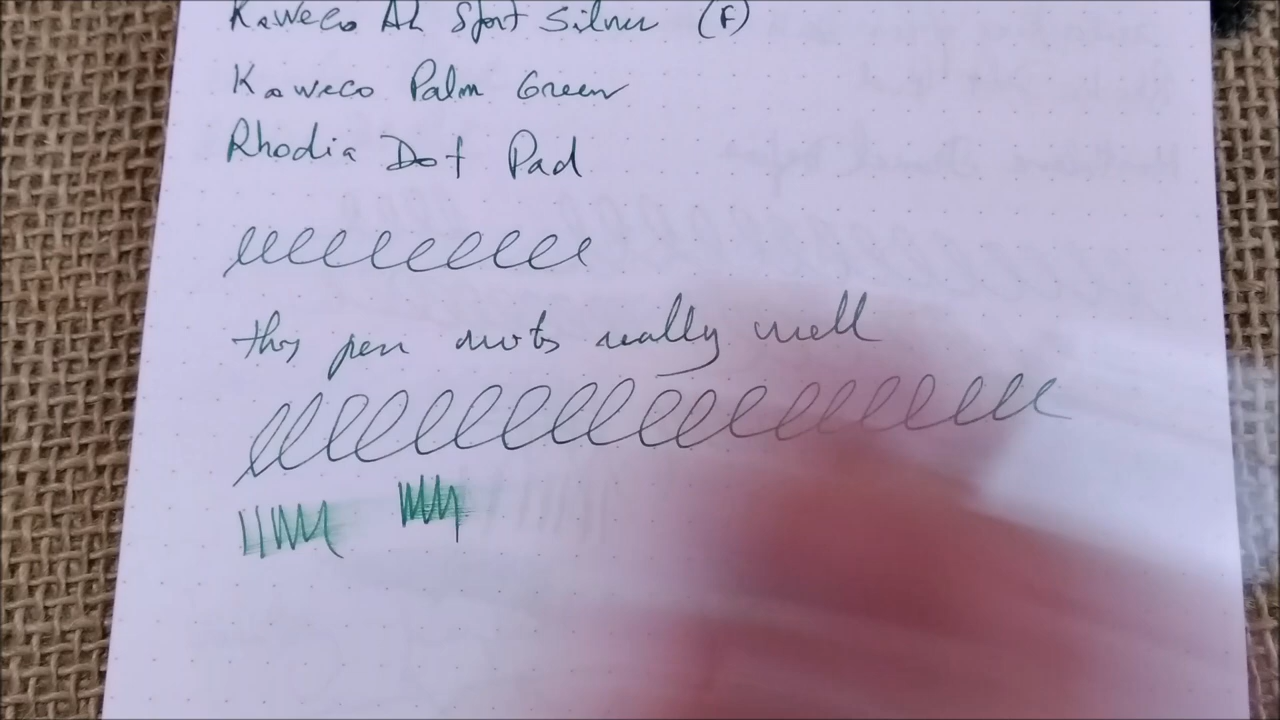 Kaweco AL Sport Silver (F)
Kaweco Palm Green
Rhodia Dot Pad
this pen writes really well